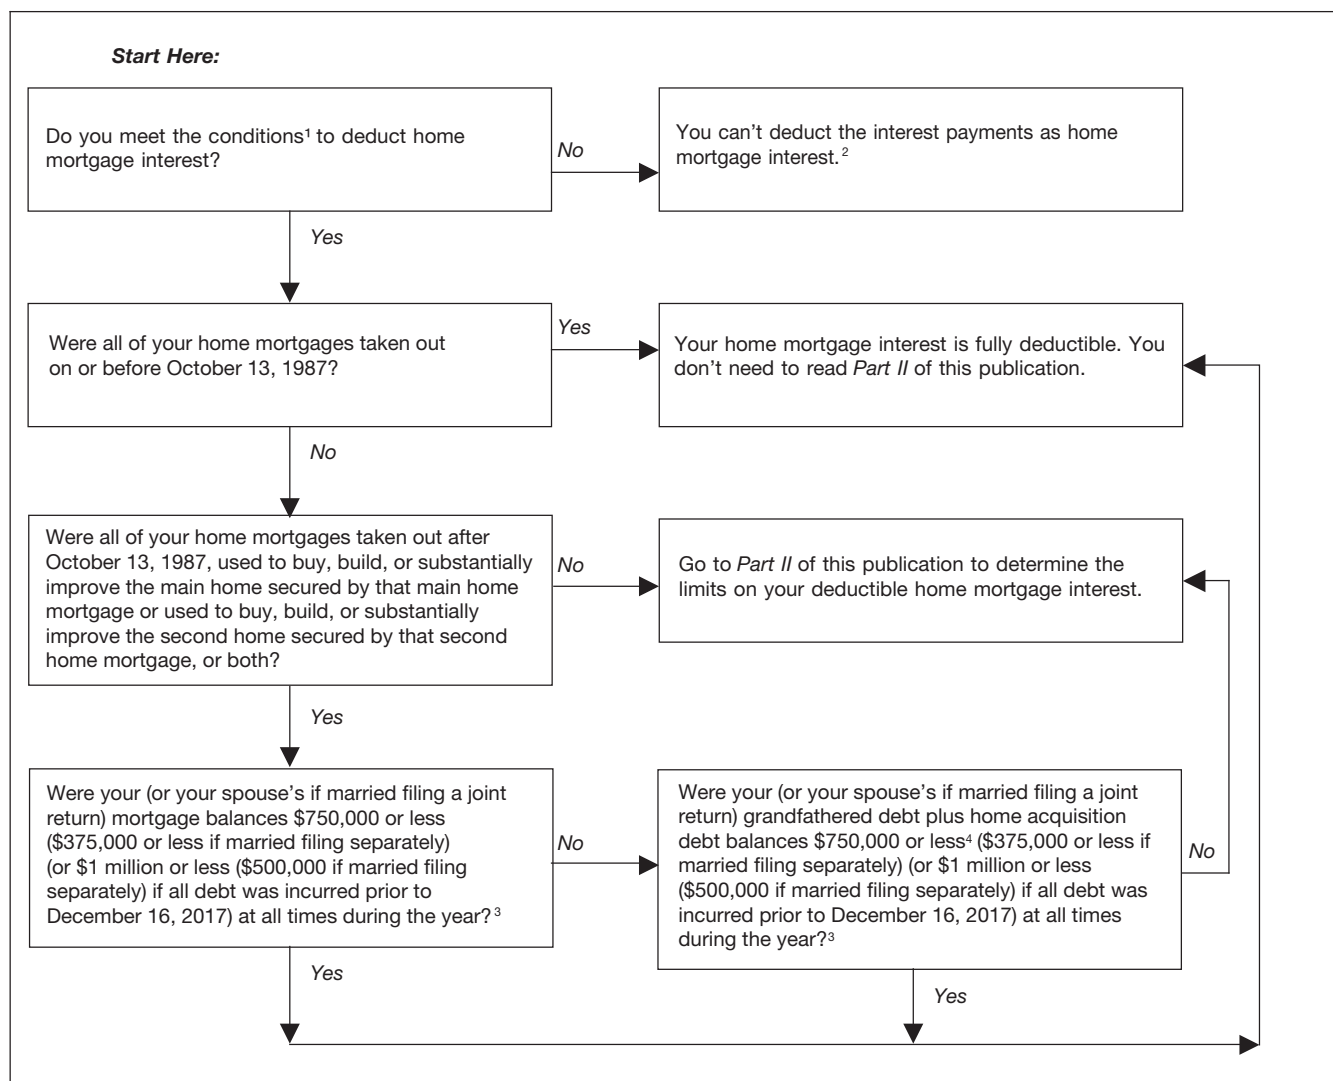 Start Here:
Do you meet the conditions¹ to deduct home
mortgage interest?
No
You can’t deduct the interest payments as home
mortgage interest.²
Yes
Were all of your home mortgages taken out
on or before October 13, 1987?
Yes
Your home mortgage interest is fully deductible. You
don’t need to read Part II of this publication.
No
Were all of your home mortgages taken out after
October 13, 1987, used to buy, build, or substantially
improve the main home secured by that main home
mortgage or used to buy, build, or substantially
improve the second home secured by that second
home mortgage, or both?
No
Go to Part II of this publication to determine the
limits on your deductible home mortgage interest.
Yes
Were your (or your spouse’s if married filing a joint
return) mortgage balances $750,000 or less
($375,000 or less if married filing separately)
(or $1 million or less ($500,000 if married filing
separately) if all debt was incurred prior to
December 16, 2017) at all times during the year?³
No
Were your (or your spouse’s if married filing a joint
return) grandfathered debt plus home acquisition
debt balances $750,000 or less⁴ ($375,000 or less if
married filing separately) (or $1 million or less
($500,000 if married filing separately) if all debt was
incurred prior to December 16, 2017) at all times
during the year?³
No
Yes
Yes